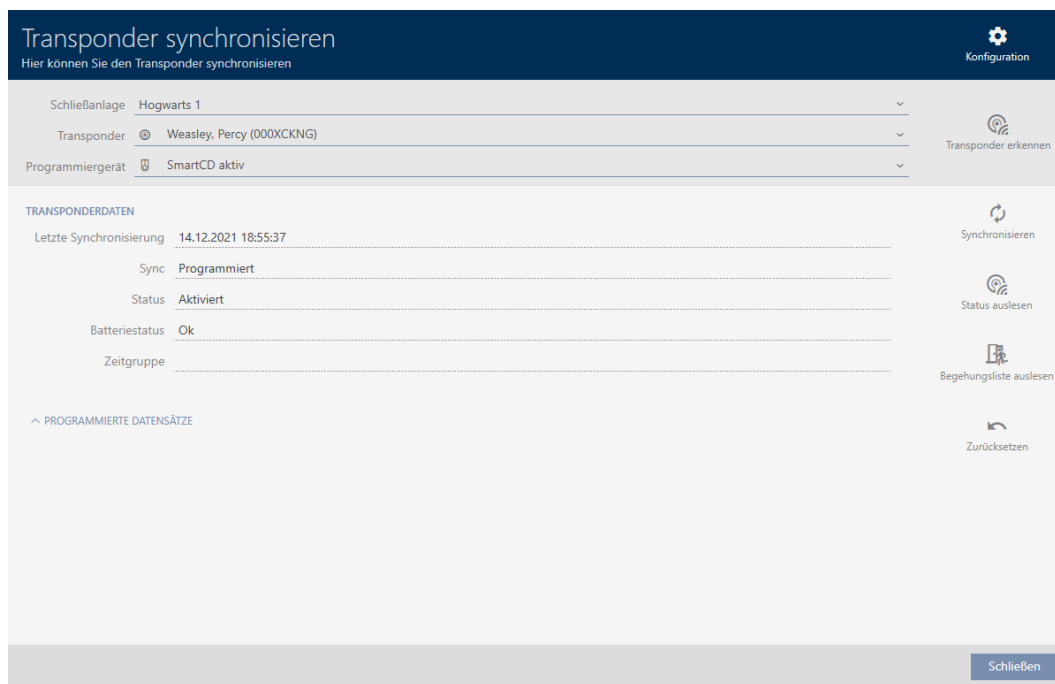 Transponder synchronisieren
Hier können Sie den Transponder synchronisieren
Konfiguration
Schließanlage Hogwarts 1
Transponder Weasley, Percy (000XCKNG)
Programmiergerät SmartCD aktiv
Transponder erkennen
TRANSPONDERDATEN
Letzte Synchronisierung 14.12.2021 18:55:37
Sync Programmiert
Status Aktiviert
Batteriestatus Ok
Zeitgruppe
PROGRAMMIERTE DATENSÄTZE
Synchronisieren
Status auslesen
Begehungsliste auslesen
Zurücksetzen
Schließen